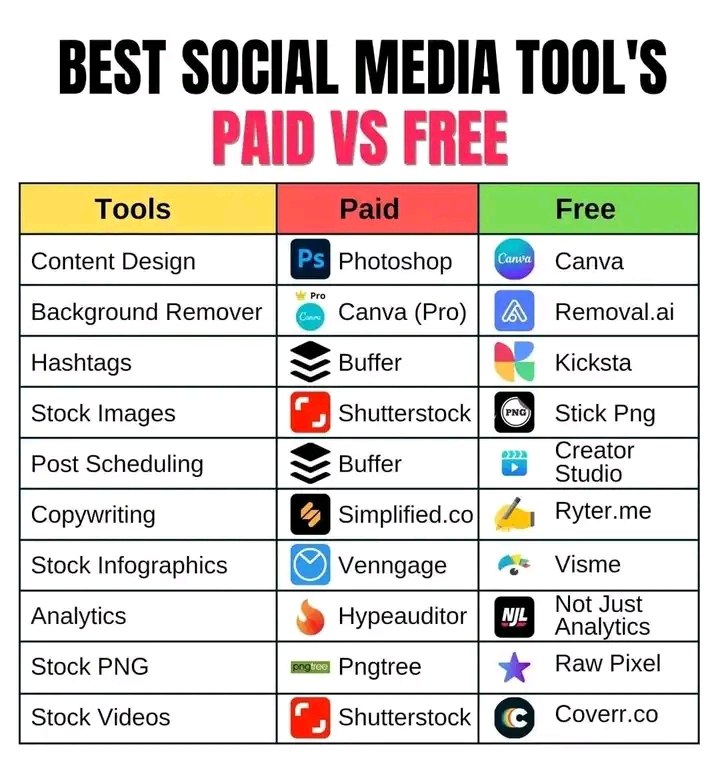 BEST SOCIAL MEDIA TOOL'S
PAID VS FREE
Tools Paid Free
Content Design Ps Photoshop Canva Canva
Background Remover Pro Canva Canva (Pro) Removal.ai
Hashtags Buffer Kicksta
Stock Images Shutterstock PNG Stick Png
Post Scheduling Buffer Creator
Studio
Copywriting Simplified.co Ryter.me
Stock Infographics Venngage Visme
Analytics Hypeauditor NJL Not Just
Analytics
Stock PNG pngtree Pngtree Raw Pixel
Stock Videos Shutterstock C Coverr.co